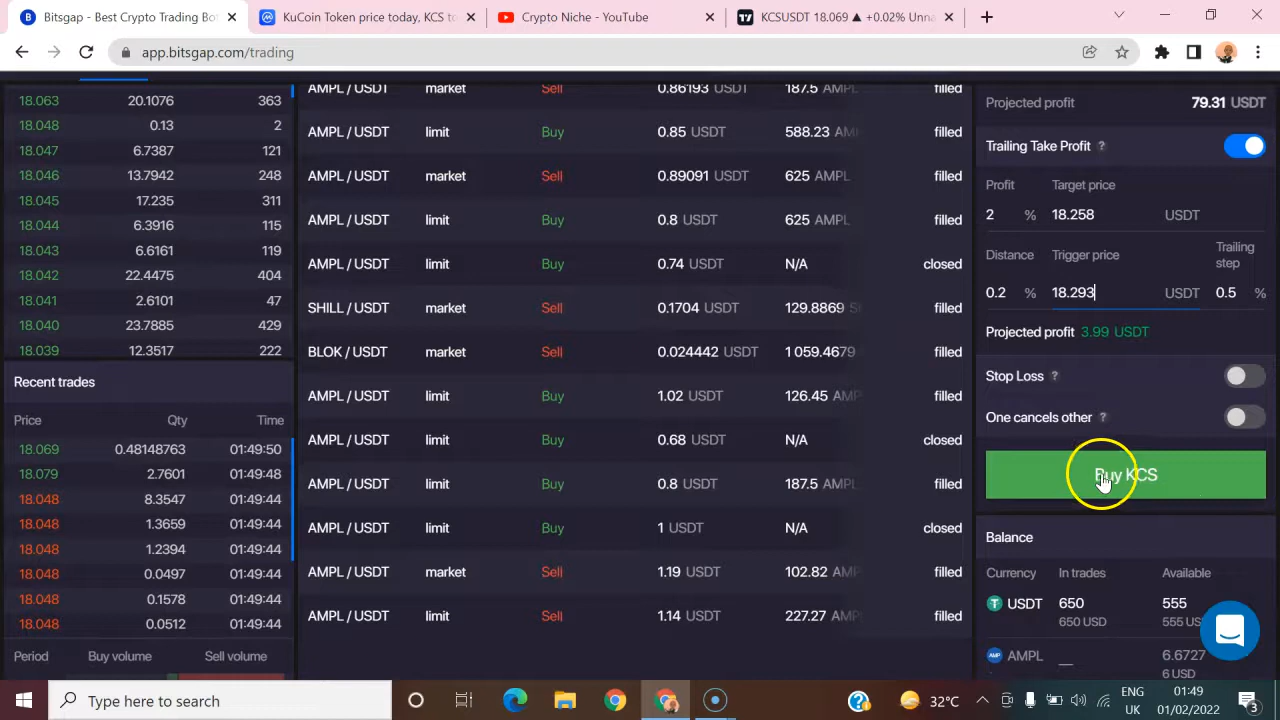 Bitsgap - Best Crypto Trading Bot
KuCoin Token price today, KCS to
Crypto Niche - YouTube
KCSUSDT 18.069 ▲ +0.02% Unna
app.bitsgap.com/trading
18.063 20.1076 363
18.048 0.13 2
18.047 6.7387 121
18.046 13.7942 248
18.045 17.235 311
18.044 6.3916 115
18.043 6.6161 119
18.042 22.4475 404
18.041 2.6101 47
18.040 23.7885 429
18.039 12.3517 222
Recent trades
Price Qty Time
18.069 0.48148763 01:49:50
18.079 2.7601 01:49:48
18.048 8.3547 01:49:44
18.048 1.3659 01:49:44
18.048 1.2394 01:49:44
18.048 0.0497 01:49:44
18.048 0.1578 01:49:44
18.048 0.0512 01:49:44
Period Buy volume Sell volume
AMPL / USDT market Sell 0.86193 USDT 187.5 AMPL filled
AMPL / USDT limit Buy 0.85 USDT 588.23 AM filled
AMPL / USDT market Sell 0.89091 USDT 625 AMPL filled
AMPL / USDT limit Buy 0.8 USDT 625 AMPL filled
AMPL / USDT limit Buy 0.74 USDT N/A closed
SHILL / USDT market Sell 0.1704 USDT 129.8869 S filled
BLOK / USDT market Sell 0.024442 USDT 1 059.4679 filled
AMPL / USDT limit Buy 1.02 USDT 126.45 AMP filled
AMPL / USDT limit Buy 0.68 USDT N/A closed
AMPL / USDT limit Buy 0.8 USDT 187.5 AMPL filled
AMPL / USDT limit Buy 1 USDT N/A closed
AMPL / USDT market Sell 1.19 USDT 102.82 AMP filled
AMPL / USDT limit Sell 1.14 USDT 227.27 AMP filled
Projected profit 79.31 USDT
Trailing Take Profit ?
Profit Target price
2 % 18.258 USDT
Distance Trigger price Trailing step
0.2 % 18.293 USDT 0.5 %
Projected profit 3.99 USDT
Stop Loss ?
One cancels other ?
Buy KCS
Balance
Currency In trades Available
USDT 650 555
650 USD 555 US
AMPL — 6.6727
6 USD
Type here to search
32°C
ENG
UK
01:49
01/02/2022
3